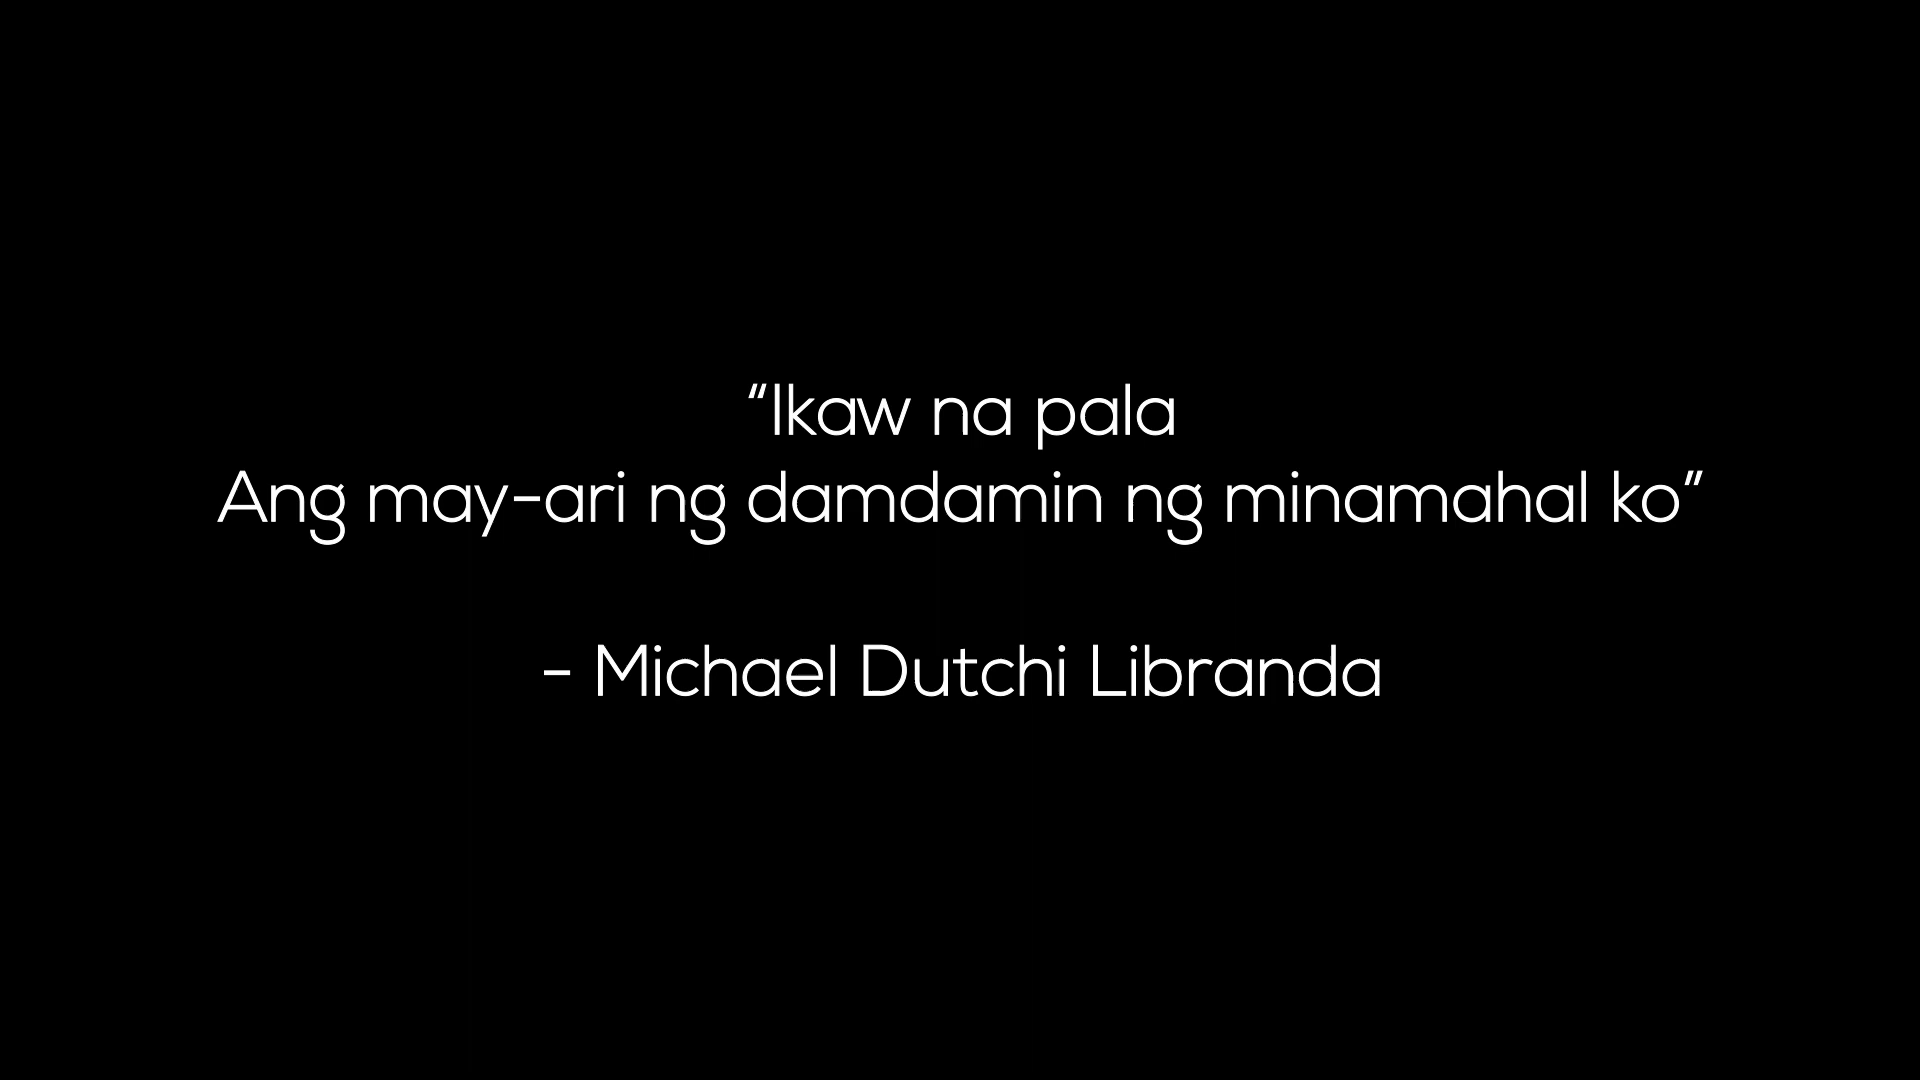 “Ikaw na pala
Ang may-ari ng damdamin ng minamahal ko”
- Michael Dutchi Libranda